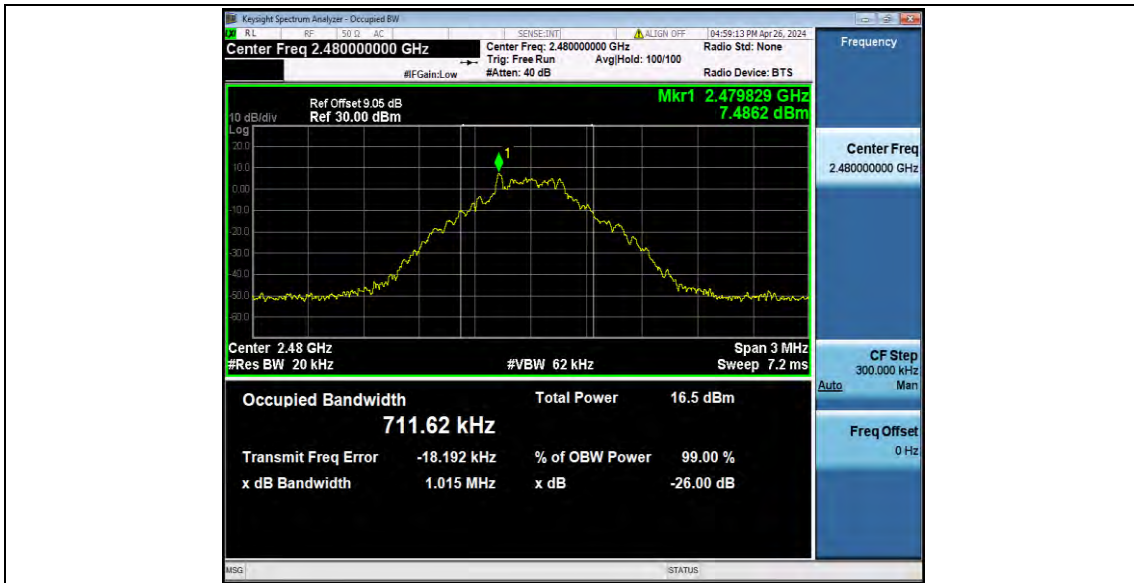 Keysight Spectrum Analyzer - Occupied BW
RL RF 50 Ω AC SENSE:INT ALIGN OFF 04:59:13 PM Apr 26, 2024
Center Freq 2.480000000 GHz
Center Freq: 2.480000000 GHz
Radio Std: None
Trig: Free Run Avg|Hold: 100/100
#IFGain:Low #Atten: 40 dB Radio Device: BTS
Frequency
Mkr1 2.479829 GHz
7.4862 dBm
Ref Offset 9.05 dB
10 dB/div Ref 30.00 dBm
Log
20.0
10.0
0.00
-10.0
-20.0
-30.0
-40.0
-50.0
-60.0
1
Center 2.48 GHz Span 3 MHz
#Res BW 20 kHz #VBW 62 kHz Sweep 7.2 ms
Center Freq
2.480000000 GHz
CF Step
300.000 kHz
Auto Man
Freq Offset
0 Hz
Occupied Bandwidth Total Power 16.5 dBm
711.62 kHz
Transmit Freq Error -18.192 kHz % of OBW Power 99.00 %
x dB Bandwidth 1.015 MHz x dB -26.00 dB
MSG STATUS